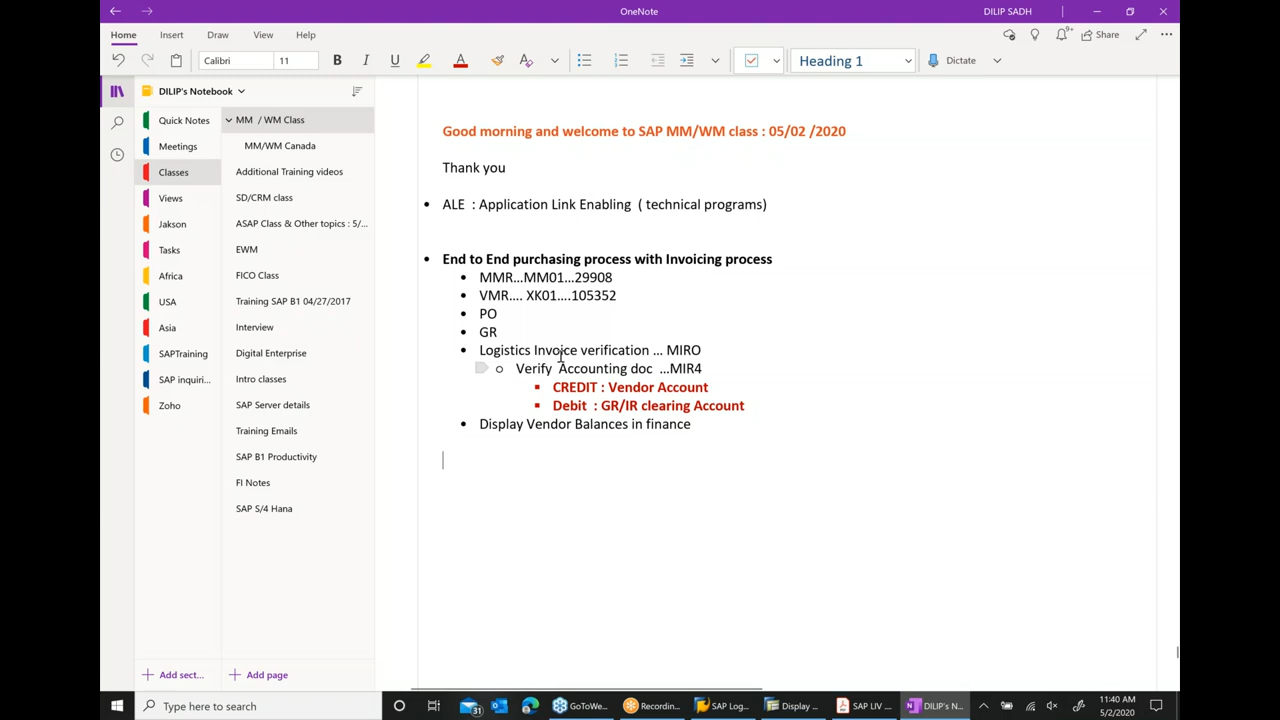 OneNote
DILIP SADH
Home
Insert
Draw
View
Help
9+
Share
Calibri
11
B
I
U
A
A
Heading 1
Dictate
DILIP's Notebook
Quick Notes
Meetings
Classes
Views
Jakson
Tasks
Africa
USA
Asia
SAPTraining
SAP inquiri...
Zoho
Add sect...
MM / WM Class
MM/WM Canada
Additional Training videos
SD/CRM class
ASAP Class & Other topics : 5/...
EWM
FICO Class
Training SAP B1 04/27/2017
Interview
Digital Enterprise
Intro classes
SAP Server details
Training Emails
SAP B1 Productivity
FI Notes
SAP S/4 Hana
Add page
Good morning and welcome to SAP MM/WM class : 05/02 /2020
Thank you
• ALE : Application Link Enabling ( technical programs)
• End to End purchasing process with Invoicing process
• MMR...MM01...29908
• VMR.... XK01....105352
• PO
• GR
• Logistics Invoice verification ... MIRO
o Verify Accounting doc ...MIR4
▪ CREDIT : Vendor Account
▪ Debit : GR/IR clearing Account
• Display Vendor Balances in finance
Type here to search
31
GoToWe...
Recordin...
SAP Log...
Display ...
SAP LIV ...
DILIP's N...
11:40 AM
5/2/2020